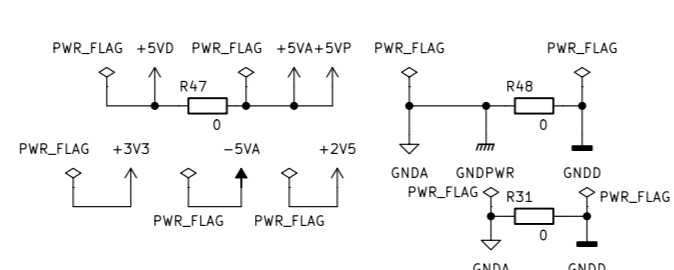 PWR_FLAG +5VD PWR_FLAG +5VA+5VP PWR_FLAG PWR_FLAG
R47 R48
0 0
PWR_FLAG +3V3 -5VA +2V5 GNDA GNDPWR GNDD
PWR_FLAG R31 PWR_FLAG
PWR_FLAG PWR_FLAG
0
GNDA GNDD